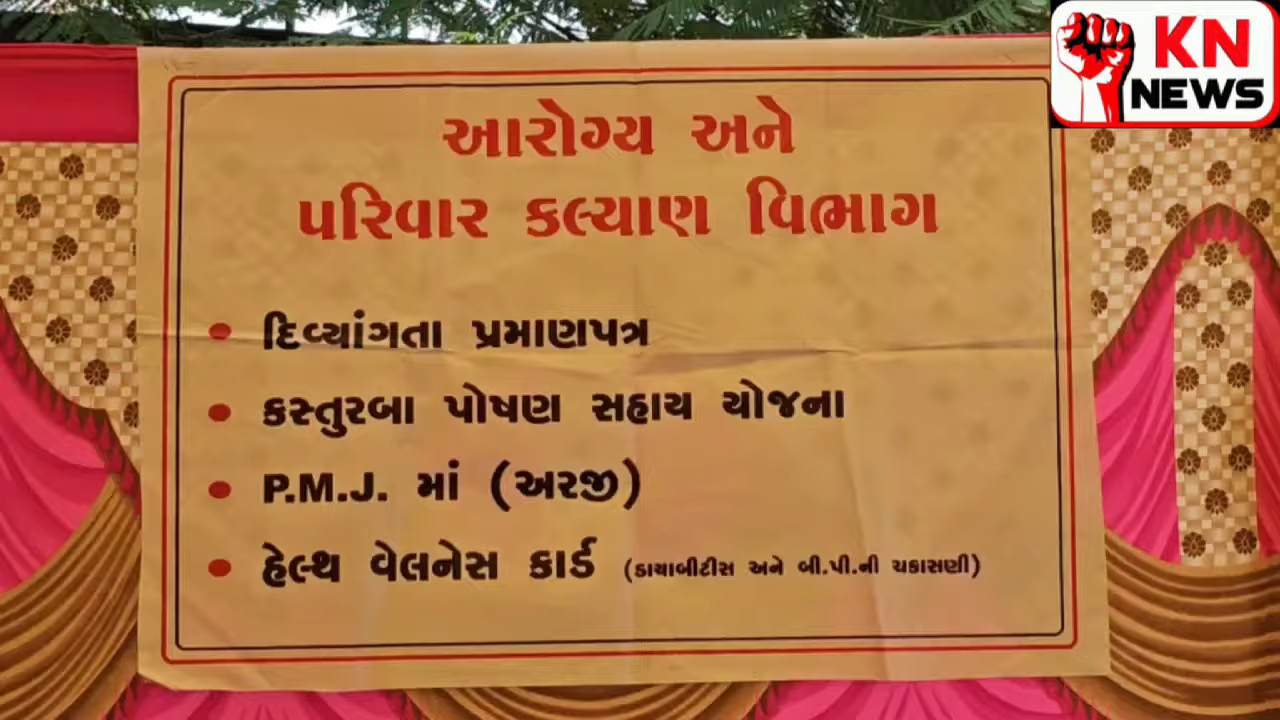 KN
NEWS
આરોગ્ય અને
પરિવાર કલ્યાણ વિભાગ
• દિવ્યાંગતા પ્રમાણપત્ર
• કસ્તુરબા પોષણ સહાય યોજના
• P.M.J. માં (અરજી)
• હેલ્થ વેલનેસ કાર્ડ (ડાયાબીટીસ અને બી.પી.ની ચકાસણી)